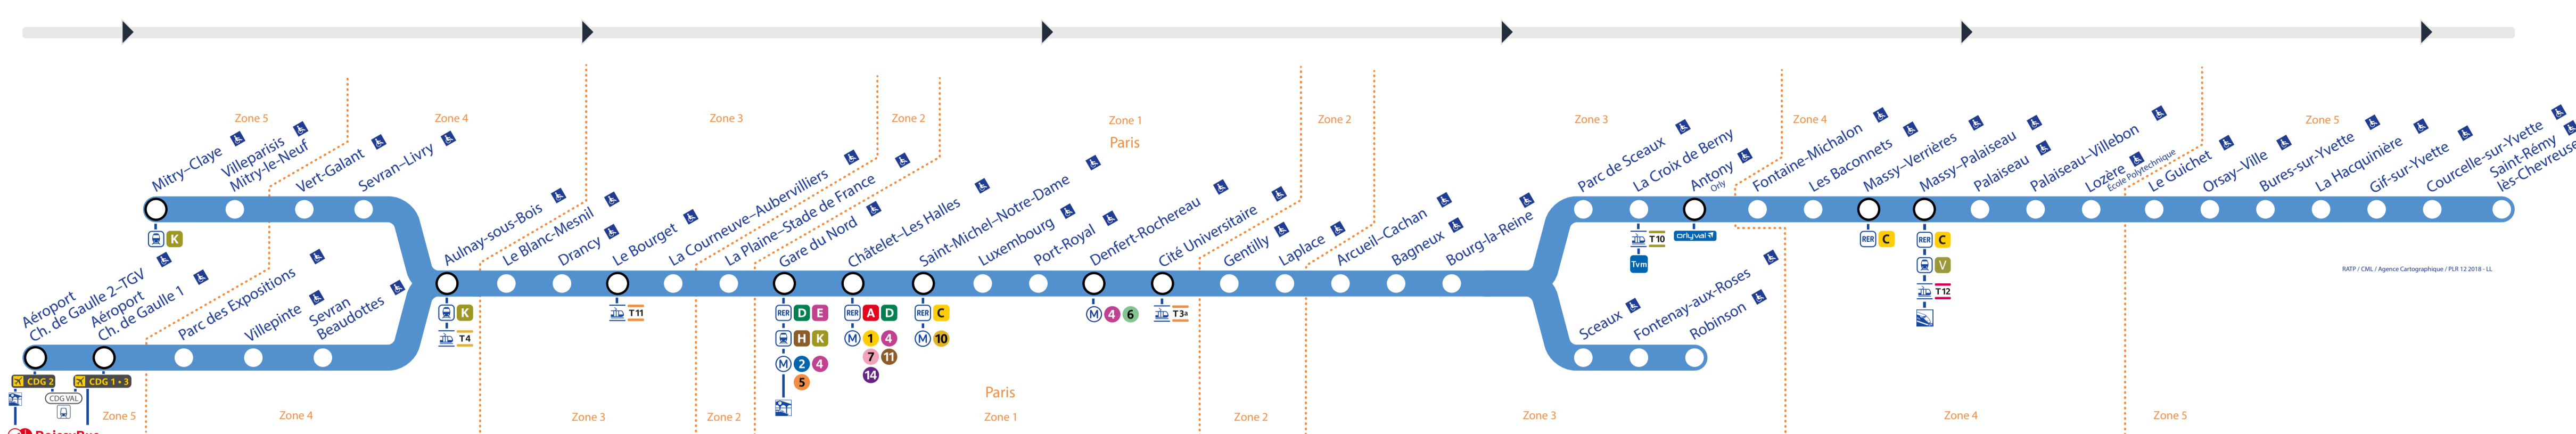 Zone 5
Zone 4
Zone 3
Zone 2
Zone 1
Paris
Zone 2
Zone 3
Zone 4
Zone 5
Mitry–Claye
Villeparisis
Mitry-le-Neuf
Vert-Galant
Sevran–Livry
K
Aéroport
Ch. de Gaulle 2–TGV
Aéroport
Ch. de Gaulle 1
Parc des Expositions
Villepinte
Sevran
Beaudottes
CDG 2
CDG 1 • 3
CDG VAL
Aulnay-sous-Bois
K
T4
Le Blanc-Mesnil
Drancy
Le Bourget
T11
La Courneuve–Aubervilliers
La Plaine–Stade de France
Gare du Nord
RER D E
H K
M 2 4
5
Châtelet–Les Halles
RER A D
M 1 4
7 11
14
Saint-Michel–Notre-Dame
RER C
M 10
Luxembourg
Port-Royal
Denfert-Rochereau
M 4 6
Cité Universitaire
T3a
Gentilly
Laplace
Arcueil–Cachan
Bagneux
Bourg-la-Reine
Parc de Sceaux
La Croix de Berny
T10
Tvm
Antony
Orly
orlyval
Fontaine-Michalon
Les Baconnets
Massy–Verrières
RER C
Massy–Palaiseau
RER C
V
T12
Palaiseau
Palaiseau–Villebon
Lozère
École Polytechnique
Le Guichet
Orsay–Ville
Bures-sur-Yvette
La Hacquinière
Gif-sur-Yvette
Courcelle-sur-Yvette
Saint-Rémy
lès-Chevreuse
Sceaux
Fontenay-aux-Roses
Robinson
RATP / CML / Agence Cartographique / PLR 12 2018 - LL
Zone 5
Zone 4
Zone 3
Zone 2
Paris
Zone 1
Zone 2
Zone 3
Zone 4
Zone 5